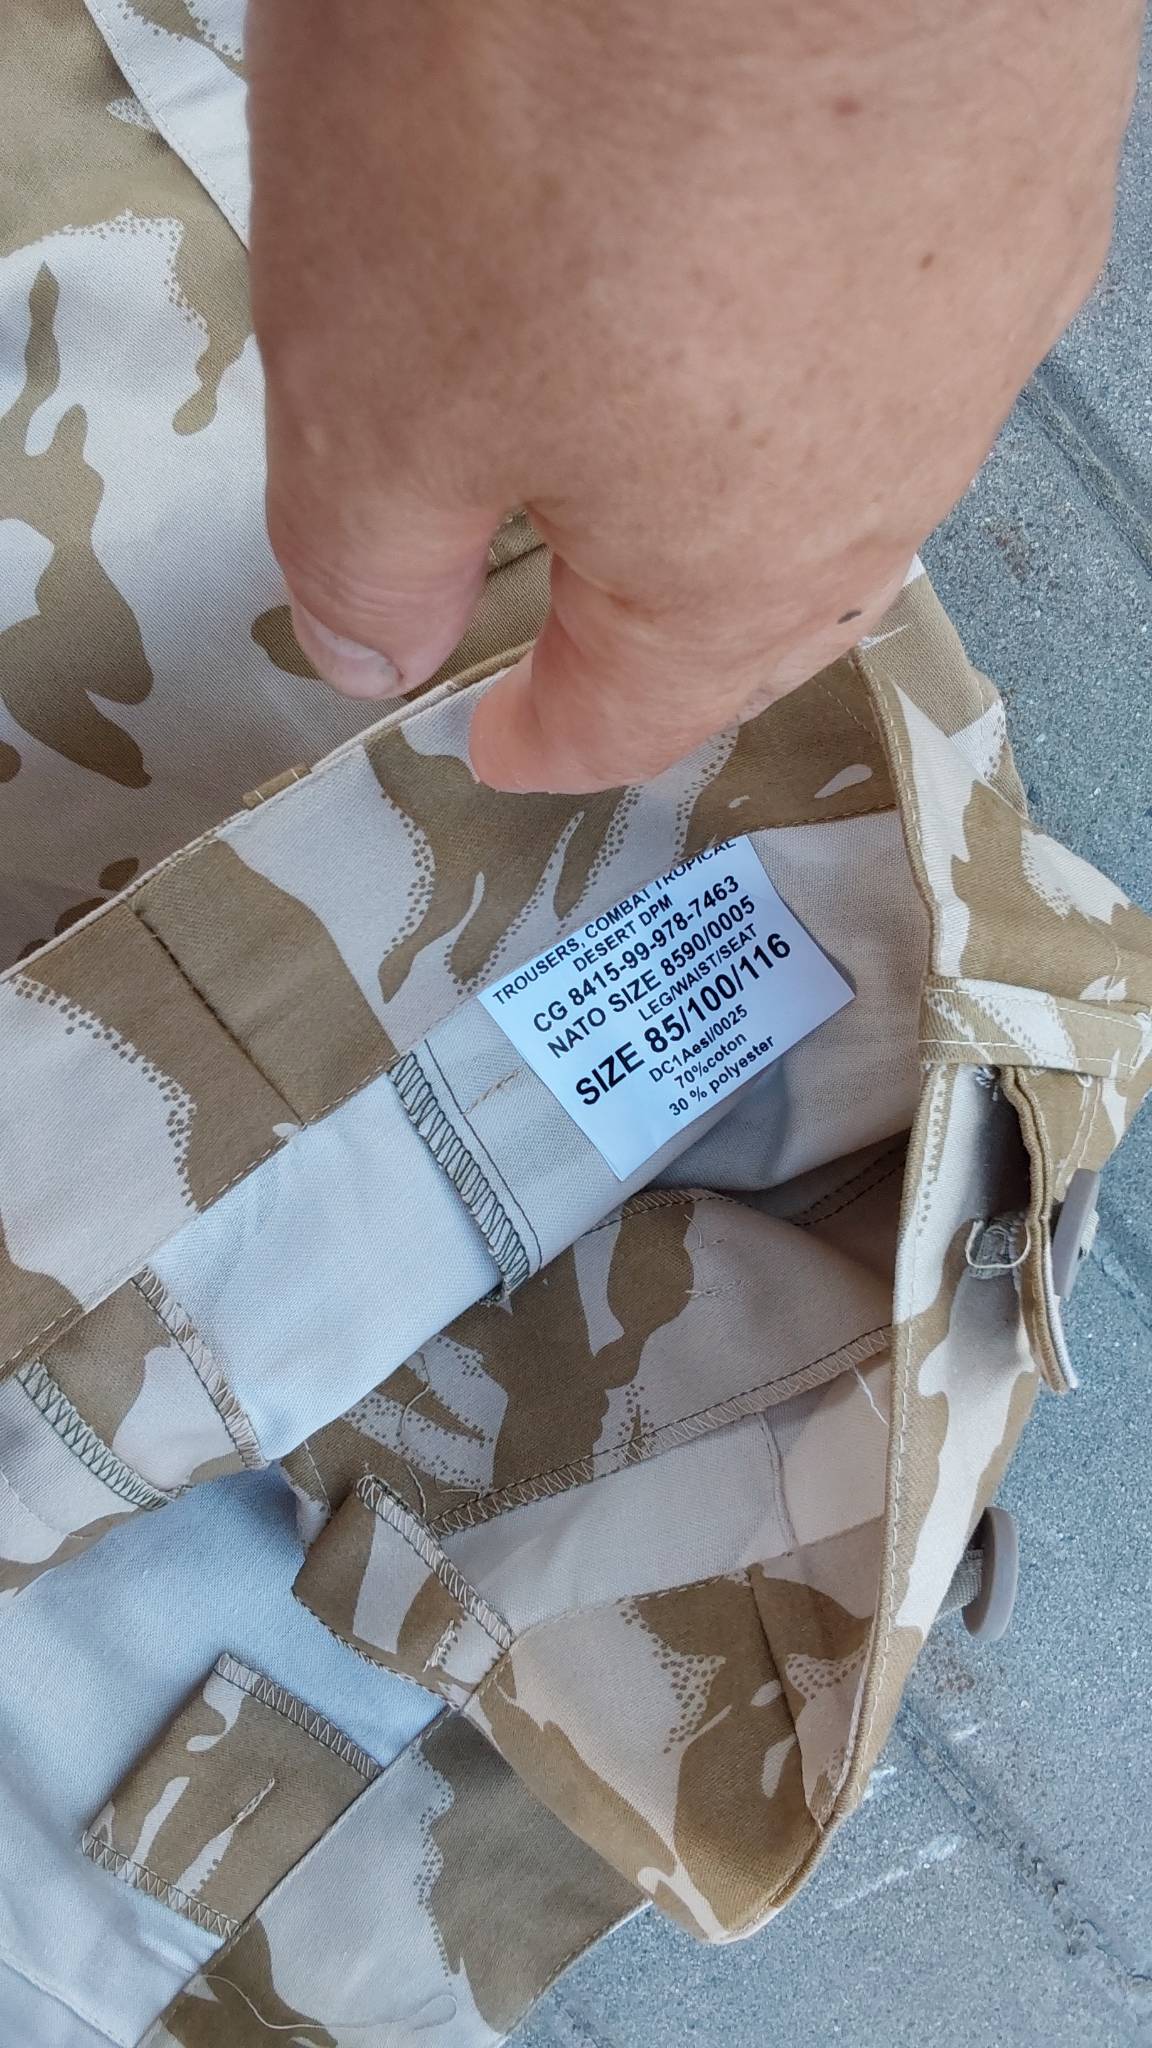 TROUSERS, COMBAT TROPICAL
DESERT DPM
CG 8415-99-978-7463
NATO SIZE 8590/0005
LEG/WAIST/SEAT
SIZE 85/100/116
DC1Aesl/0025
70%coton
30 % polyester